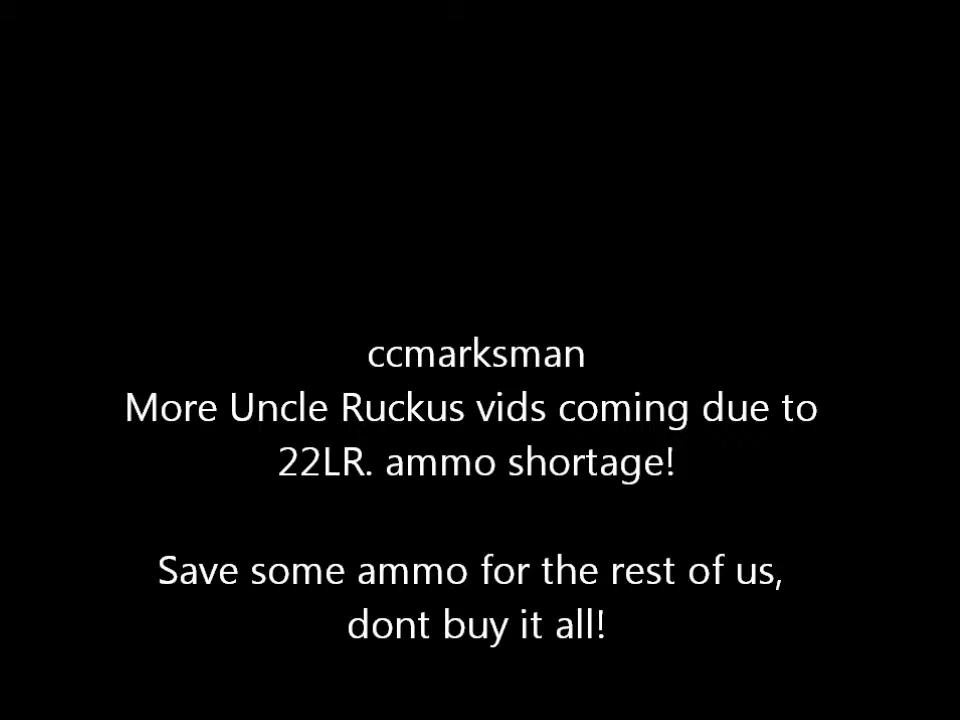 ccmarksman
More Uncle Ruckus vids coming due to
22LR. ammo shortage!
Save some ammo for the rest of us,
dont buy it all!